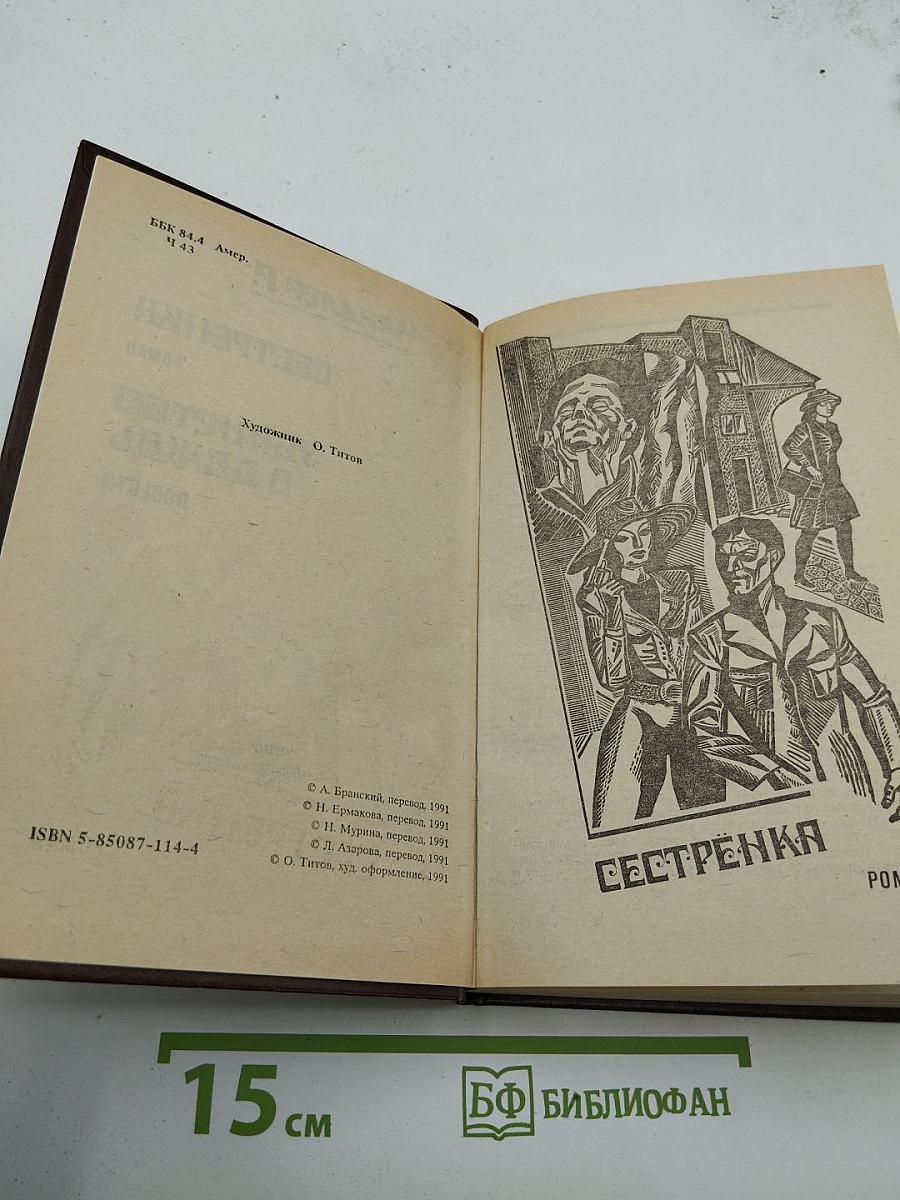 ББК 84.4 Амер.
Ч 43
Художник О. Титов
© А. Бранский, перевод, 1991
© Н. Ермакова, перевод, 1991
© Н. Мурина, перевод, 1991
© Л. Азарова, перевод, 1991
© О. Титов, худ. оформление, 1991
ISBN 5-85087-114-4
СЕСТРЁНКА
РОМ
15 см
БФ БИБЛИОФАН